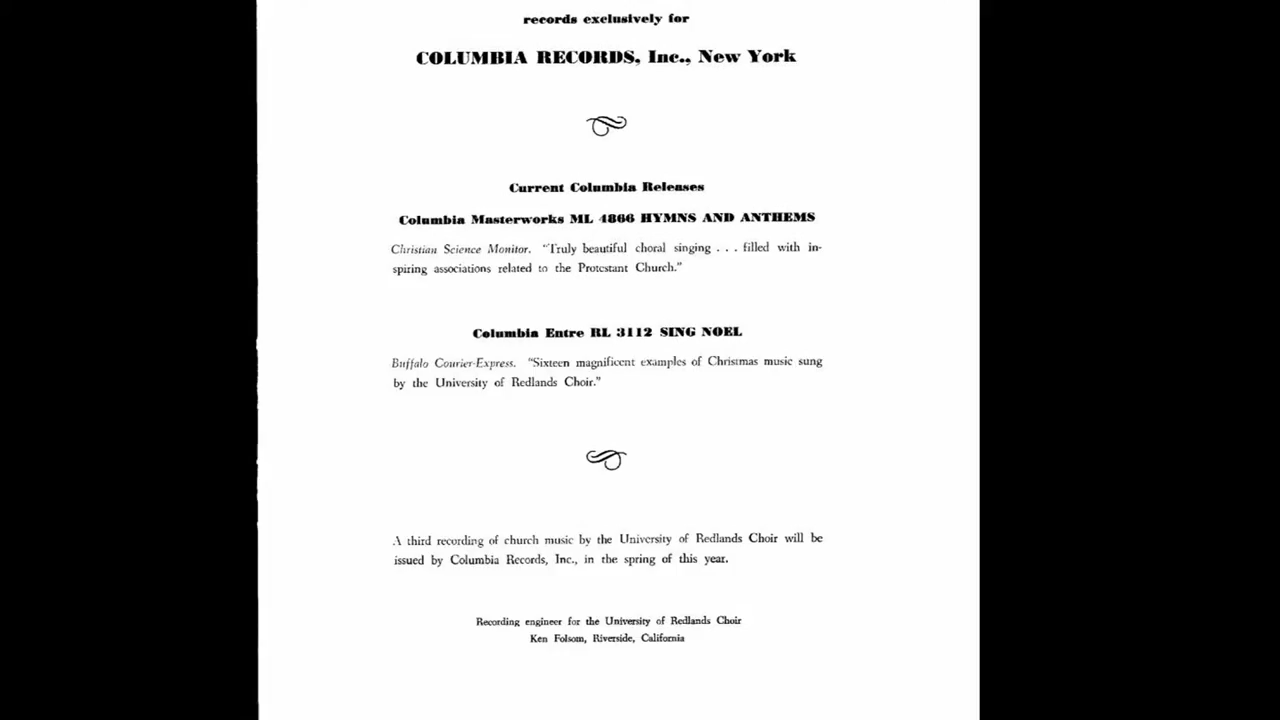 records exclusively for
COLUMBIA RECORDS, Inc., New York
Current Columbia Releases
Columbia Masterworks ML 4866 HYMNS AND ANTHEMS
Christian Science Monitor. "Truly beautiful choral singing . . . filled with in-
spiring associations related to the Protestant Church."
Columbia Entre RL 3112 SING NOEL
Buffalo Courier-Express. "Sixteen magnificent examples of Christmas music sung
by the University of Redlands Choir."
A third recording of church music by the University of Redlands Choir will be
issued by Columbia Records, Inc., in the spring of this year.
Recording engineer for the University of Redlands Choir
Ken Folsom, Riverside, California